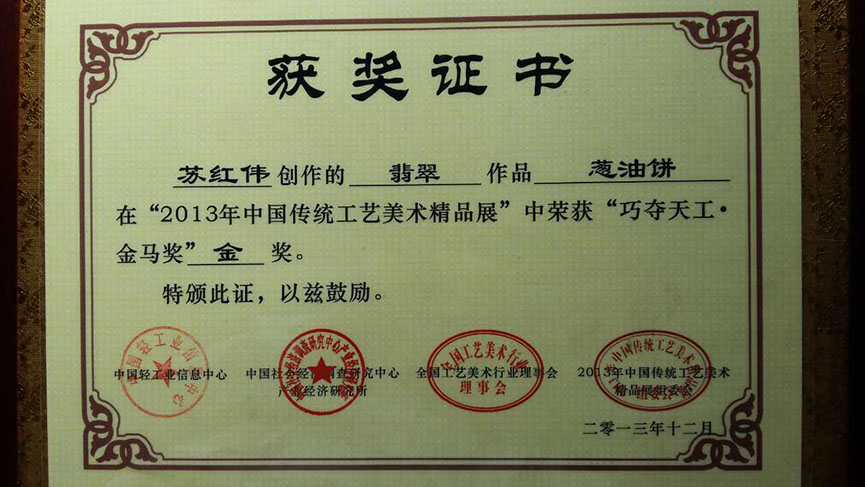 获奖证书
苏红伟创作的 翡翠 作品 葱油饼
在“2013年中国传统工艺美术精品展”中荣获“巧夺天工·
金马奖” 金 奖。
特颁此证，以兹鼓励。
中国轻工业信息中心 中国社会经济调查研究中心 全国工艺美术行业理事会 2013年中国传统工艺美术
产业经济研究所 理事会 精品展组委会
二零一三年十二月